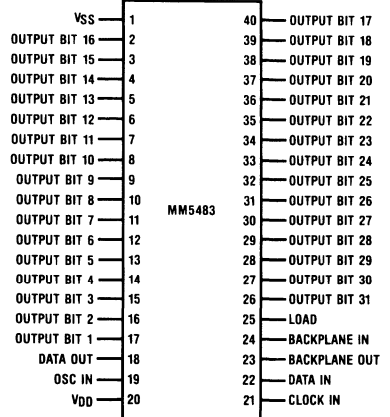 VSS 1 40 OUTPUT BIT 17
OUTPUT BIT 16 2 39 OUTPUT BIT 18
OUTPUT BIT 15 3 38 OUTPUT BIT 19
OUTPUT BIT 14 4 37 OUTPUT BIT 20
OUTPUT BIT 13 5 36 OUTPUT BIT 21
OUTPUT BIT 12 6 35 OUTPUT BIT 22
OUTPUT BIT 11 7 34 OUTPUT BIT 23
OUTPUT BIT 10 8 33 OUTPUT BIT 24
OUTPUT BIT 9 9 32 OUTPUT BIT 25
OUTPUT BIT 8 10 31 OUTPUT BIT 26
MM5483
OUTPUT BIT 7 11 30 OUTPUT BIT 27
OUTPUT BIT 6 12 29 OUTPUT BIT 28
OUTPUT BIT 5 13 28 OUTPUT BIT 29
OUTPUT BIT 4 14 27 OUTPUT BIT 30
OUTPUT BIT 3 15 26 OUTPUT BIT 31
OUTPUT BIT 2 16 25 LOAD
OUTPUT BIT 1 17 24 BACKPLANE IN
DATA OUT 18 23 BACKPLANE OUT
OSC IN 19 22 DATA IN
VDD 20 21 CLOCK IN